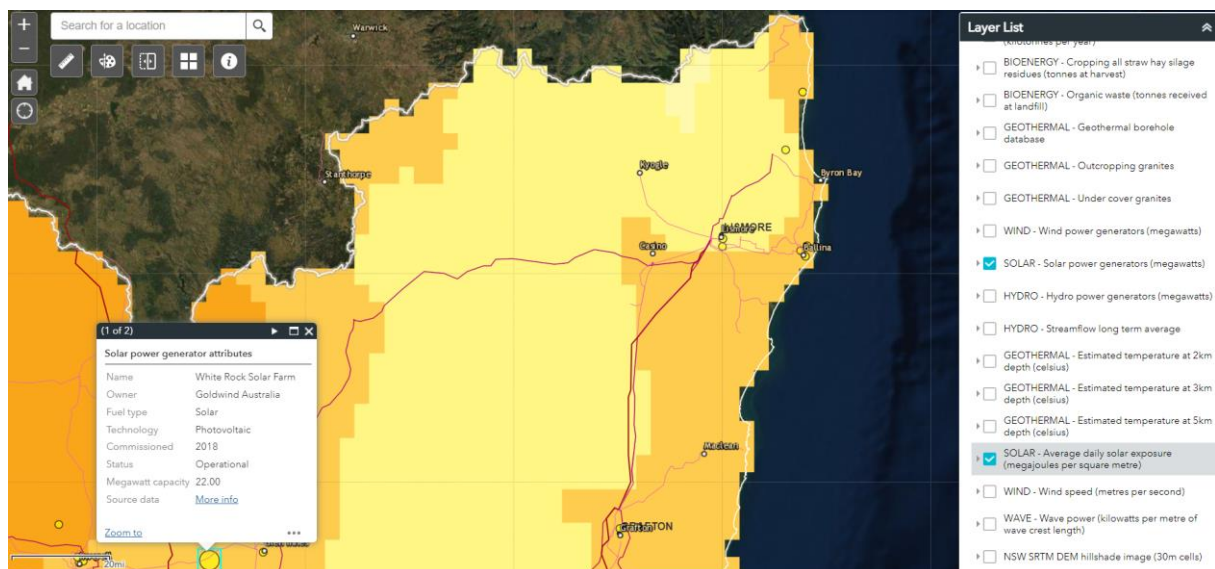 Search for a location
Warwick
Stanthorpe
Kyogle
Byron Bay
LISMORE
Casino
Ballina
Maclean
GRAFTON
Grafton
20mi
(1 of 2)
Solar power generator attributes
Name White Rock Solar Farm
Owner Goldwind Australia
Fuel type Solar
Technology Photovoltaic
Commissioned 2018
Status Operational
Megawatt capacity 22.00
Source data More info
Zoom to
Layer List
(kilotonnes per year)
BIOENERGY - Cropping all straw hay silage
residues (tonnes at harvest)
BIOENERGY - Organic waste (tonnes received
at landfill)
GEOTHERMAL - Geothermal borehole
database
GEOTHERMAL - Outcropping granites
GEOTHERMAL - Under cover granites
WIND - Wind power generators (megawatts)
SOLAR - Solar power generators (megawatts)
HYDRO - Hydro power generators (megawatts)
HYDRO - Streamflow long term average
GEOTHERMAL - Estimated temperature at 2km
depth (celsius)
GEOTHERMAL - Estimated temperature at 3km
depth (celsius)
GEOTHERMAL - Estimated temperature at 5km
depth (celsius)
SOLAR - Average daily solar exposure
(megajoules per square metre)
WIND - Wind speed (metres per second)
WAVE - Wave power (kilowatts per metre of
wave crest length)
NSW SRTM DEM hillshade image (30m cells)